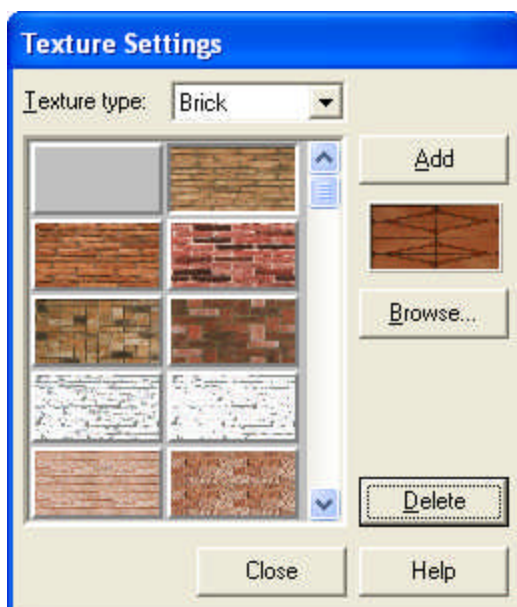 Texture Settings
Texture type: Brick
Add
Browse...
Delete
Close Help